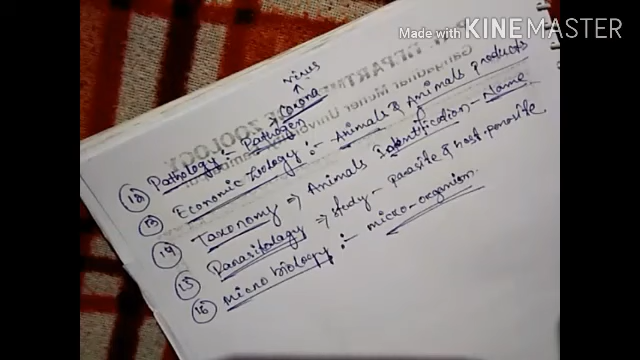 Made with KINEMASTER
virus
↑
Corona
(12) Pathology :- Pathogen
(13) Economic Zoology :- Animals & Animals products
(14) Taxonomy → Animals Identification - Name
(15) Parasitology → study - parasite & host-parasite
(16) Micro biology :- micro-organism.